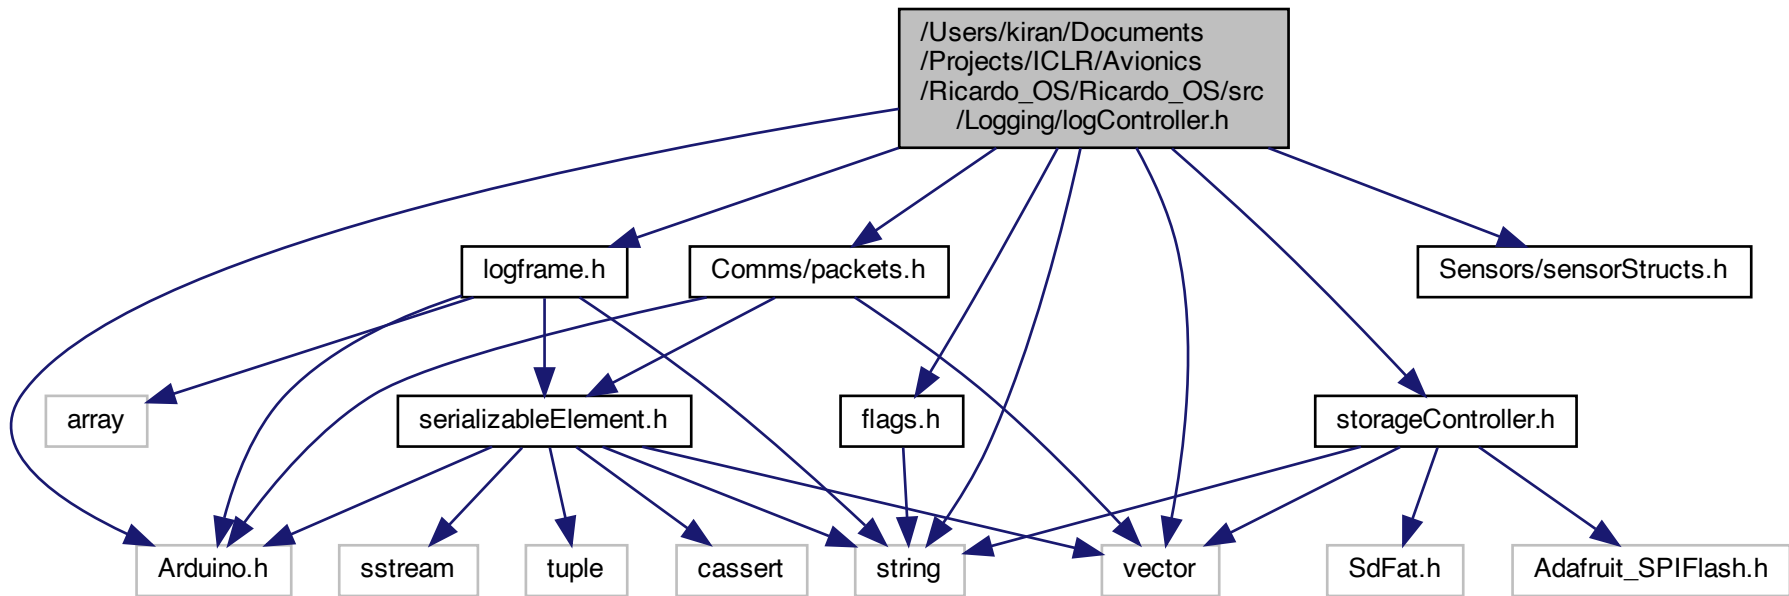 /Users/kiran/Documents
/Projects/ICLR/Avionics
/Ricardo_OS/Ricardo_OS/src
/Logging/logController.h
logframe.h
Comms/packets.h
Sensors/sensorStructs.h
array
serializableElement.h
flags.h
storageController.h
Arduino.h
sstream
tuple
cassert
string
vector
SdFat.h
Adafruit_SPIFlash.h